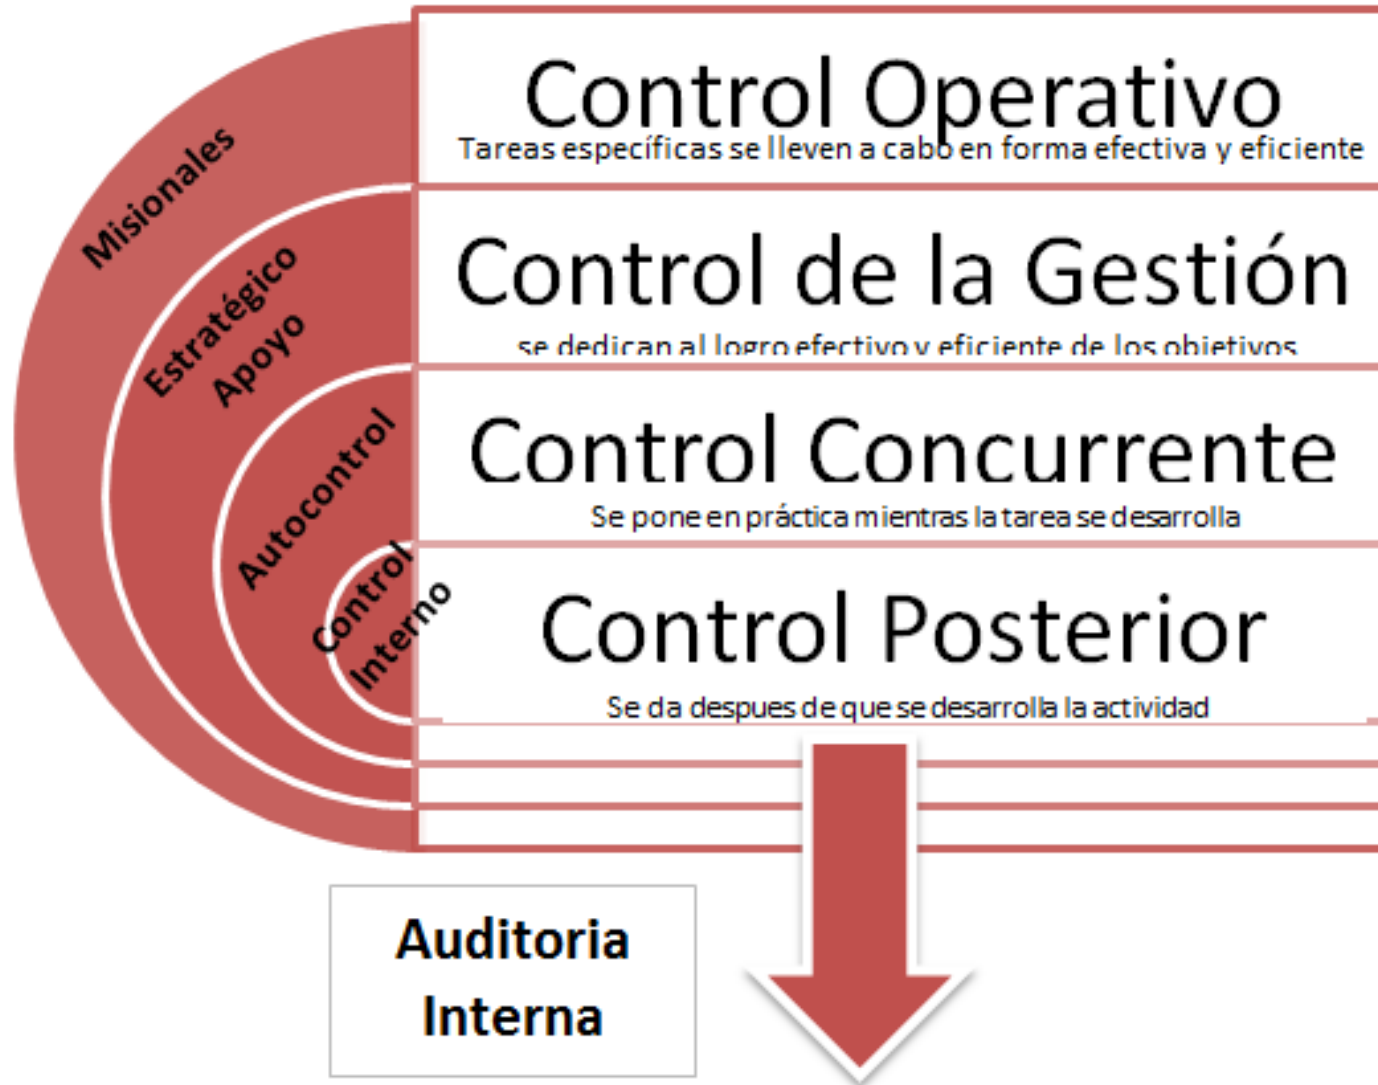 Misionales
Control Operativo
Tareas específicas se lleven a cabo en forma efectiva y eficiente
Estratégico
Apoyo
Control de la Gestión
se dedican al logro efectivo y eficiente de los objetivos
Autocontrol
Control Concurrente
Se pone en práctica mientras la tarea se desarrolla
Control
Interno
Control Posterior
Se da despues de que se desarrolla la actividad
Auditoria
Interna